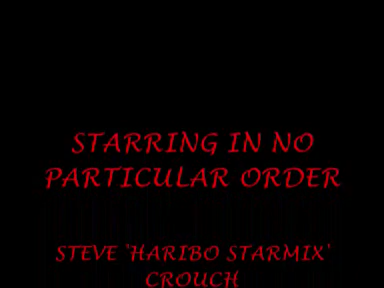 STARRING IN NO
PARTICULAR ORDER
STEVE 'HARIBO STARMIX'
CROUCH